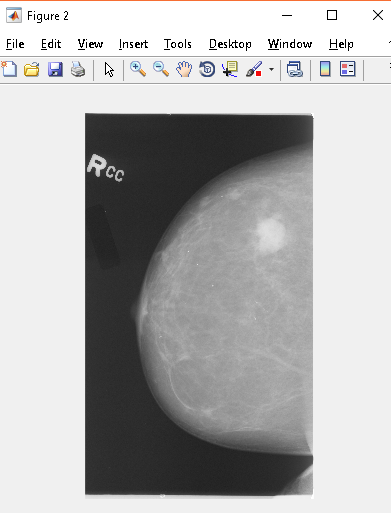 Figure 2
File Edit View Insert Tools Desktop Window Help
RCC